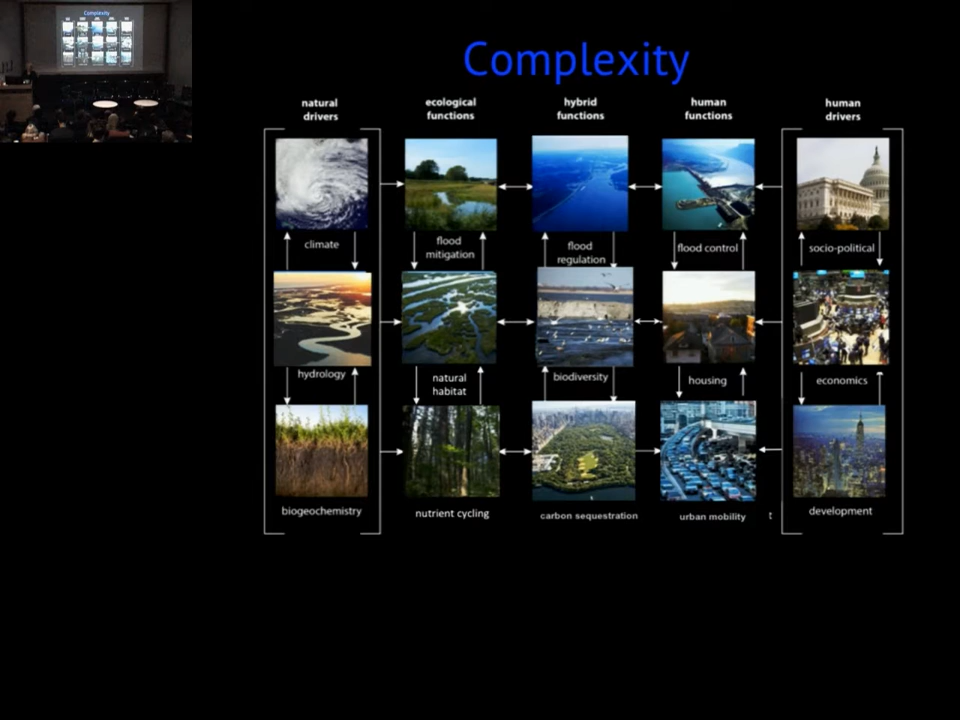 Complexity
natural
drivers
ecological
functions
hybrid
functions
human
functions
human
drivers
climate
flood
mitigation
flood
regulation
flood control
socio-political
hydrology
natural
habitat
biodiversity
housing
economics
biogeochemistry
nutrient cycling
carbon sequestration
urban mobility
t
development
Complexity